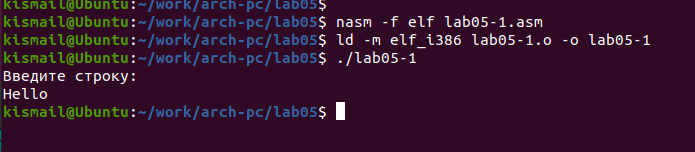 kismail@Ubuntu:~/work/arch-pc/lab05$
kismail@Ubuntu:~/work/arch-pc/lab05$ nasm -f elf lab05-1.asm
kismail@Ubuntu:~/work/arch-pc/lab05$ ld -m elf_i386 lab05-1.o -o lab05-1
kismail@Ubuntu:~/work/arch-pc/lab05$ ./lab05-1
Введите строку:
Hello
kismail@Ubuntu:~/work/arch-pc/lab05$